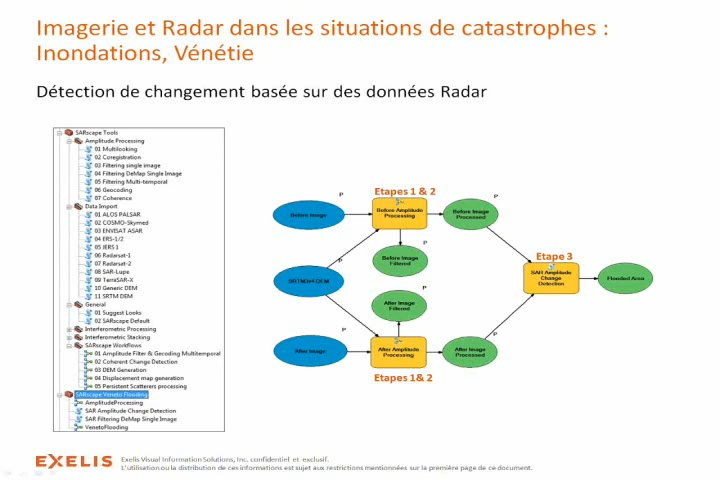 Imagerie et Radar dans les situations de catastrophes :
Inondations, Vénétie
Détection de changement basée sur des données Radar
SARscape Tools
Amplitude Processing
01 Multilooking
02 Coregistration
03 Filtering single image
04 Filtering DeMap Single Image
05 Filtering Multi-temporal
06 Geocoding
07 Coherence
Data Import
01 ALOS PALSAR
02 COSMO-Skymed
03 ENVISAT ASAR
04 ERS-1/2
05 JERS 1
06 Radarsat-1
07 Radarsat-2
08 SAR-Lupe
09 TerraSAR-X
10 Generic DEM
11 SRTM DEM
General
01 Suggest Looks
02 SARscape Default
Interferometric Processing
Interferometric Stacking
SARscape Workflows
01 Amplitude Filter & Gecoding Multitemporal
02 Coherent Change Detection
03 DEM Generation
04 Displacement map generation
05 Persistent Scatterers processing
SARscape Veneto Flooding
AmplitudeProcessing
SAR Amplitude Change Detection
SAR Filtering DeMap Single Image
VenetoFlooding
Etapes 1 & 2
P
P
Before Image
Before Amplitude
Processing
Before Image
Processed
P
Before Image
Filtered
P
SRTMDv4 DEM
Etape 3
SAR Amplitude
Change
Detection
Flooded Area
P
After Image
Filtered
P
P
After Image
After Amplitude
Processing
After Image
Processed
Etapes 1& 2
EXELIS
Exelis Visual Information Solutions, Inc. confidentiel et exclusif.
L'utilisation ou la distribution de ces informations est sujet aux restrictions mentionnées sur la première page de ce document.